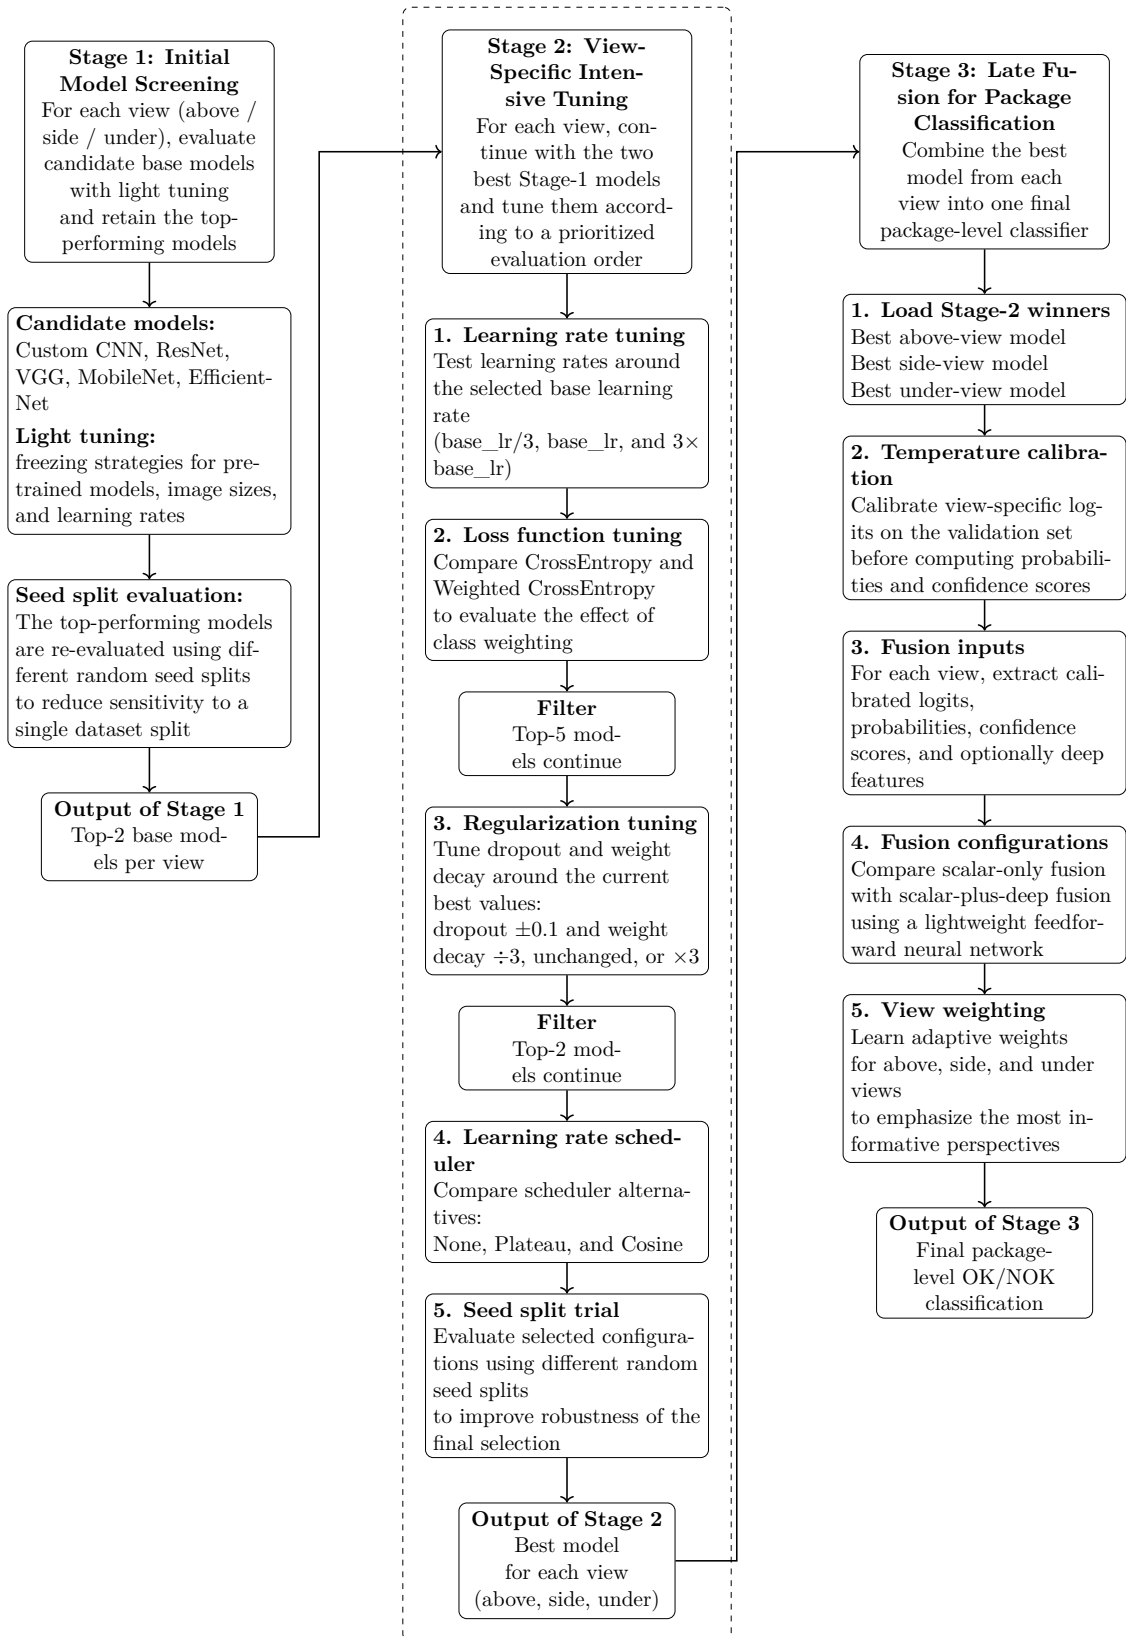 Stage 1: Initial
Model Screening
For each view (above /
side / under), evaluate
candidate base models
with light tuning
and retain the top-
performing models
Candidate models:
Custom CNN, ResNet,
VGG, MobileNet, Efficient-
Net
Light tuning:
freezing strategies for pre-
trained models, image sizes,
and learning rates
Seed split evaluation:
The top-performing models
are re-evaluated using dif-
ferent random seed splits
to reduce sensitivity to a
single dataset split
Output of Stage 1
Top-2 base mod-
els per view
Stage 2: View-
Specific Inten-
sive Tuning
For each view, con-
tinue with the two
best Stage-1 models
and tune them accord-
ing to a prioritized
evaluation order
1. Learning rate tuning
Test learning rates around
the selected base learning
rate
(base_lr/3, base_lr, and 3×
base_lr)
2. Loss function tuning
Compare CrossEntropy and
Weighted CrossEntropy
to evaluate the effect of
class weighting
Filter
Top-5 mod-
els continue
3. Regularization tuning
Tune dropout and weight
decay around the current
best values:
dropout ±0.1 and weight
decay ÷3, unchanged, or ×3
Filter
Top-2 mod-
els continue
4. Learning rate sched-
uler
Compare scheduler alterna-
tives:
None, Plateau, and Cosine
5. Seed split trial
Evaluate selected configura-
tions using different random
seed splits
to improve robustness of the
final selection
Output of Stage 2
Best model
for each view
(above, side, under)
Stage 3: Late Fu-
sion for Package
Classification
Combine the best
model from each
view into one final
package-level classifier
1. Load Stage-2 winners
Best above-view model
Best side-view model
Best under-view model
2. Temperature calibra-
tion
Calibrate view-specific log-
its on the validation set
before computing probabili-
ties and confidence scores
3. Fusion inputs
For each view, extract cali-
brated logits,
probabilities, confidence
scores, and optionally deep
features
4. Fusion configurations
Compare scalar-only fusion
with scalar-plus-deep fusion
using a lightweight feedfor-
ward neural network
5. View weighting
Learn adaptive weights
for above, side, and under
views
to emphasize the most in-
formative perspectives
Output of Stage 3
Final package-
level OK/NOK
classification